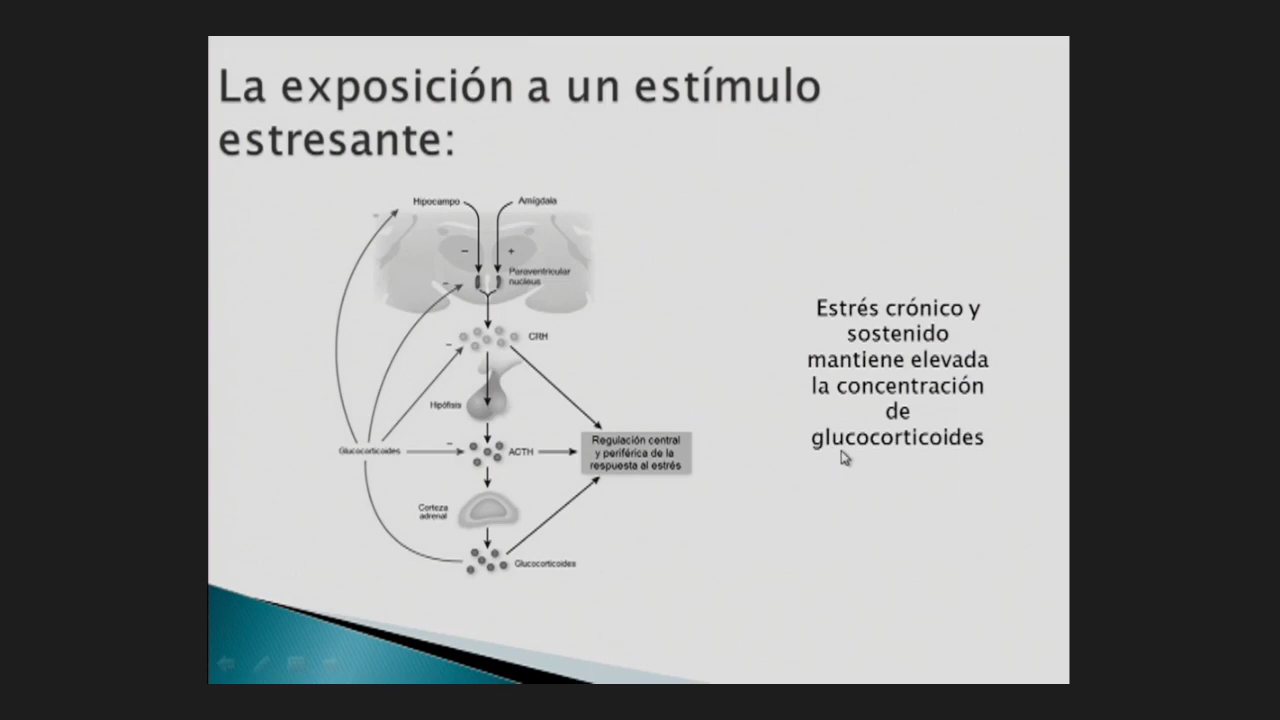 La exposición a un estímulo
estresante:
Hipocampo
Amígdala
−
−
+
Paraventricular
nucleus
−
CRH
−
Hipófisis
Glucocorticoides
−
ACTH
Regulación central
y periférica de la
respuesta al estrés
Corteza
adrenal
Glucocorticoides
Estrés crónico y
sostenido
mantiene elevada
la concentración
de
glucocorticoides